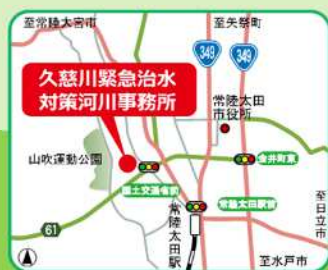 至常陸大宮市
至矢祭町
349
349
久慈川緊急治水
対策河川事務所
常陸太田
市役所
山吹運動公園
金井町東
国土交通省前
常陸太田駅前
61
常陸太田駅
至日立市
至水戸市